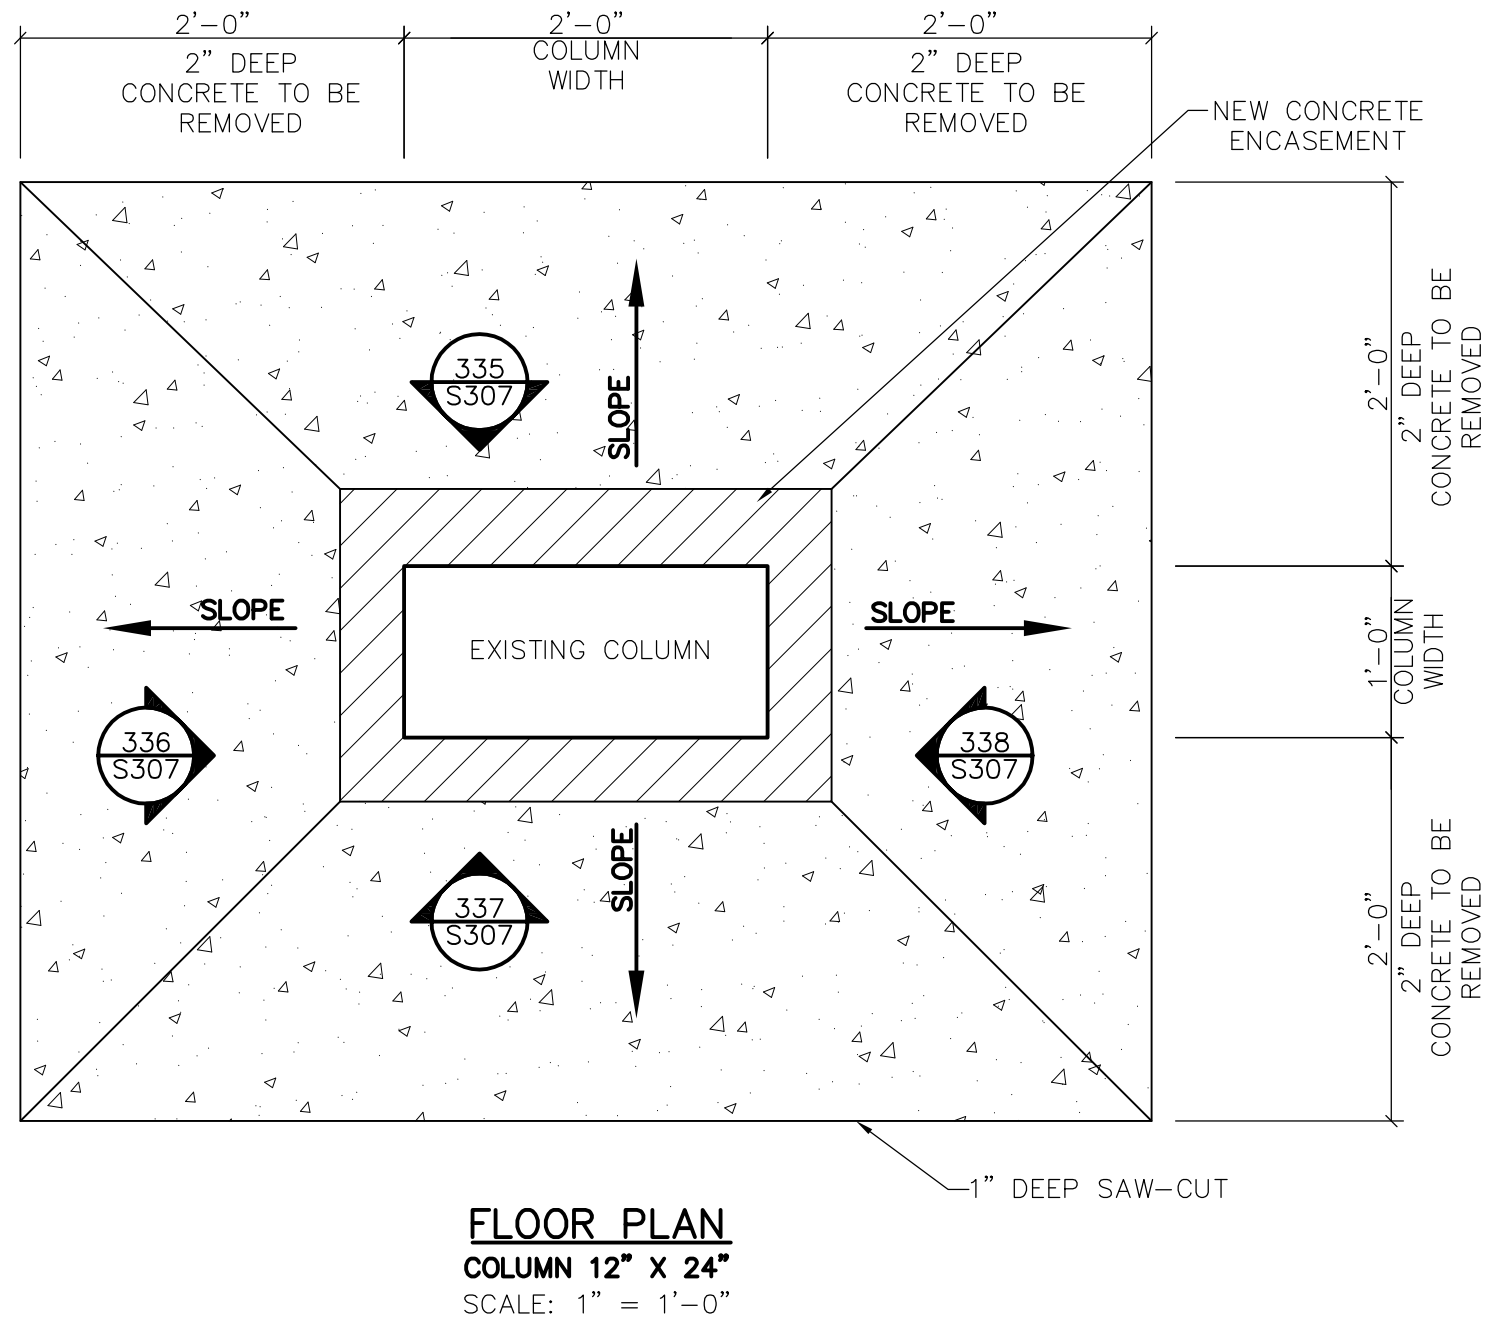 2'-0" 2'-0" 2'-0"
2" DEEP
CONCRETE TO BE
REMOVED
COLUMN
WIDTH
2" DEEP
CONCRETE TO BE
REMOVED
NEW CONCRETE
ENCASEMENT
335
S307
SLOPE
2'-0"
2" DEEP
CONCRETE TO BE
REMOVED
SLOPE
EXISTING COLUMN
SLOPE
1'-0"
COLUMN
WIDTH
336
S307
338
S307
337
S307
SLOPE
2'-0"
2" DEEP
CONCRETE TO BE
REMOVED
1" DEEP SAW-CUT
FLOOR PLAN
COLUMN 12" X 24"
SCALE: 1" = 1'-0"